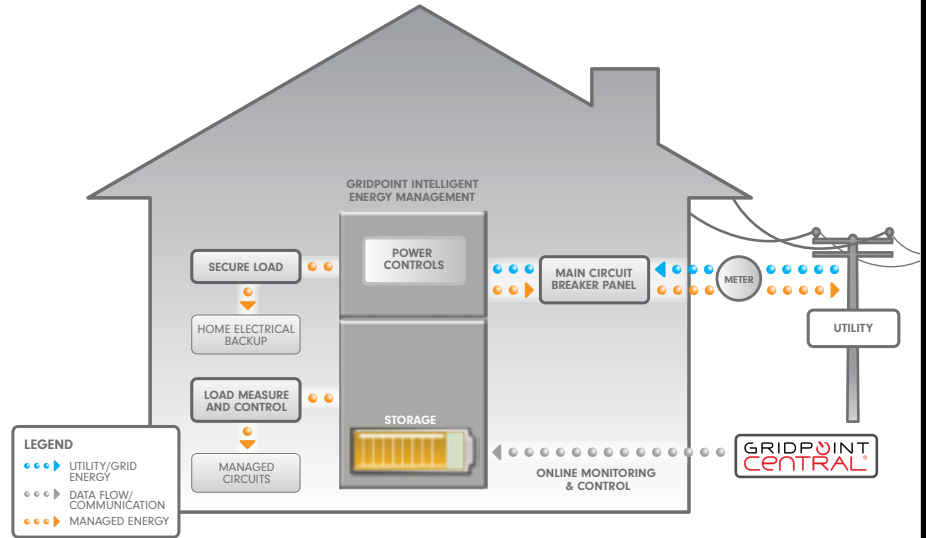 GRIDPOINT INTELLIGENT
ENERGY MANAGEMENT
POWER
CONTROLS
SECURE LOAD
HOME ELECTRICAL
BACKUP
LOAD MEASURE
AND CONTROL
MANAGED
CIRCUITS
STORAGE
MAIN CIRCUIT
BREAKER PANEL
METER
UTILITY
ONLINE MONITORING
& CONTROL
GRIDPOINT
CENTRAL®
LEGEND
UTILITY/GRID
ENERGY
DATA FLOW/
COMMUNICATION
MANAGED ENERGY